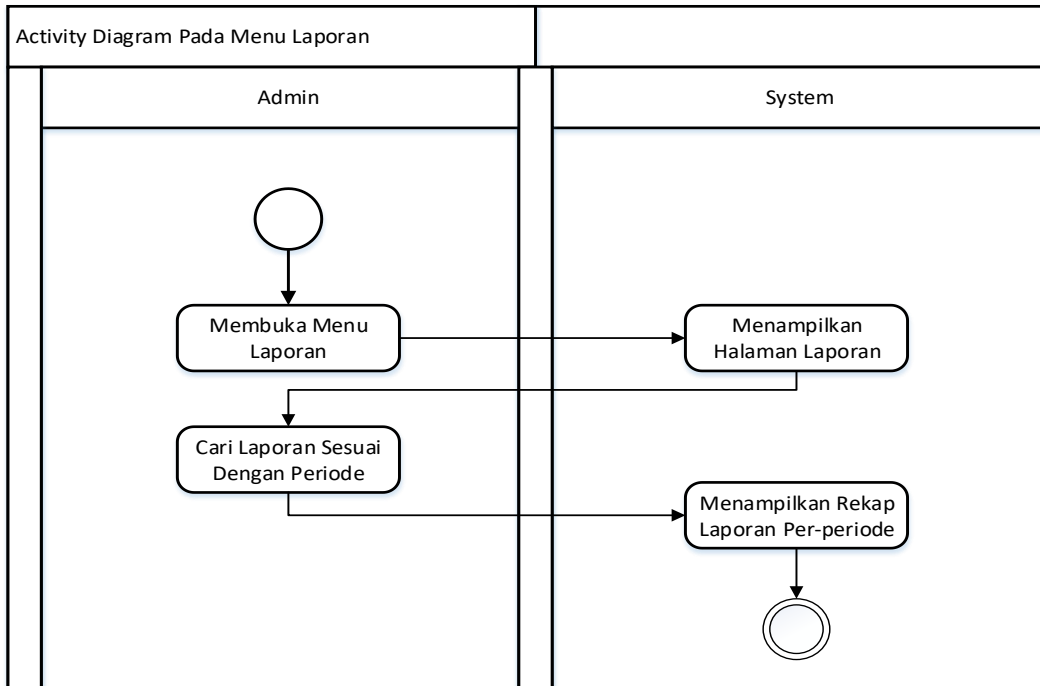 Activity Diagram Pada Menu Laporan
Admin
System
Membuka Menu
Laporan
Menampilkan
Halaman Laporan
Cari Laporan Sesuai
Dengan Periode
Menampilkan Rekap
Laporan Per-periode